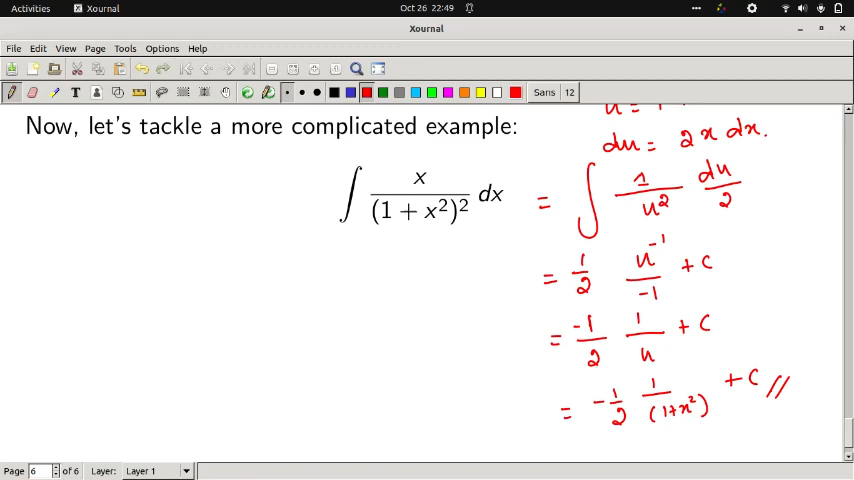 Activities Xournal Oct 26 22:49
Xournal
File Edit View Page Tools Options Help
Sans 12
Now, let's tackle a more complicated example:
∫ x/(1 + x²)² dx
du = 2x dx.
= ∫ 1/u² du/2
= 1/2 u⁻¹/-1 + C
= -1/2 1/u + C
= -1/2 1/(1+x²) + C //
Page 6 of 6 Layer: Layer 1